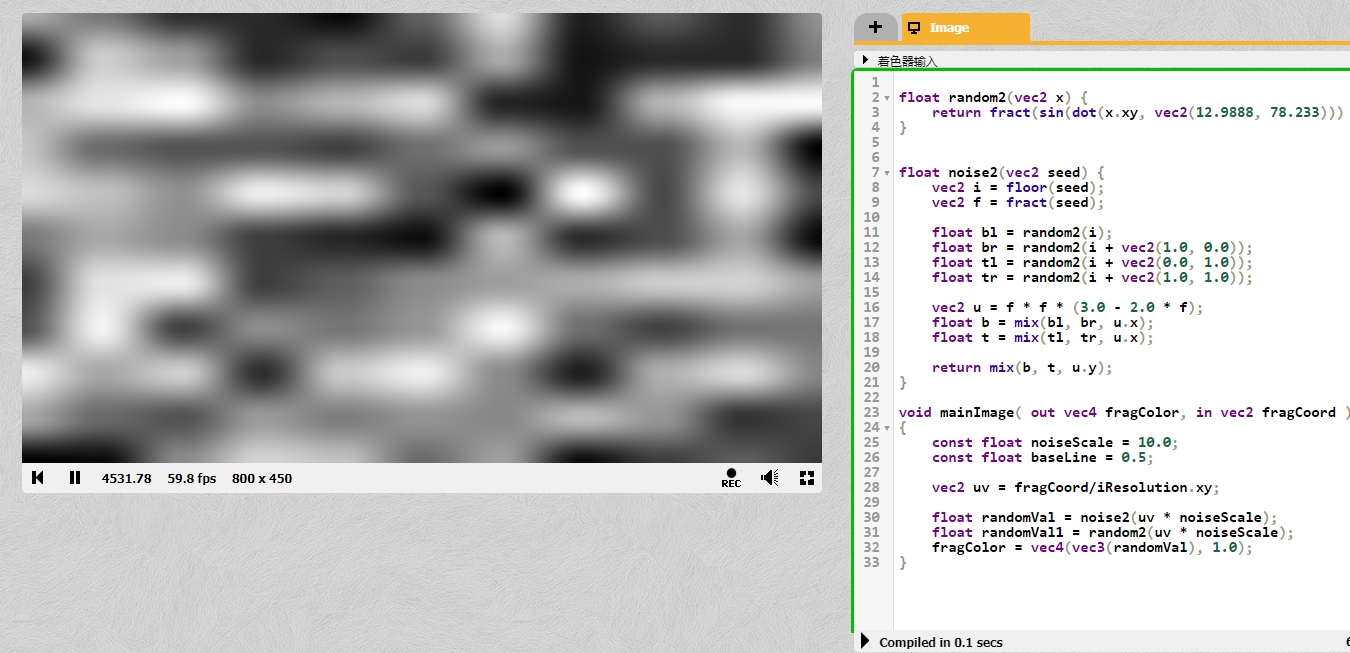 4531.78 59.8 fps 800 x 450 REC
+ Image
着色器输入
1
2 float random2(vec2 x) {
3 return fract(sin(dot(x.xy, vec2(12.9888, 78.233)))
4 }
5
6
7 float noise2(vec2 seed) {
8 vec2 i = floor(seed);
9 vec2 f = fract(seed);
10
11 float bl = random2(i);
12 float br = random2(i + vec2(1.0, 0.0));
13 float tl = random2(i + vec2(0.0, 1.0));
14 float tr = random2(i + vec2(1.0, 1.0));
15
16 vec2 u = f * f * (3.0 - 2.0 * f);
17 float b = mix(bl, br, u.x);
18 float t = mix(tl, tr, u.x);
19
20 return mix(b, t, u.y);
21 }
22
23 void mainImage( out vec4 fragColor, in vec2 fragCoord )
24 {
25 const float noiseScale = 10.0;
26 const float baseLine = 0.5;
27
28 vec2 uv = fragCoord/iResolution.xy;
29
30 float randomVal = noise2(uv * noiseScale);
31 float randomVal1 = random2(uv * noiseScale);
32 fragColor = vec4(vec3(randomVal), 1.0);
33 }
Compiled in 0.1 secs